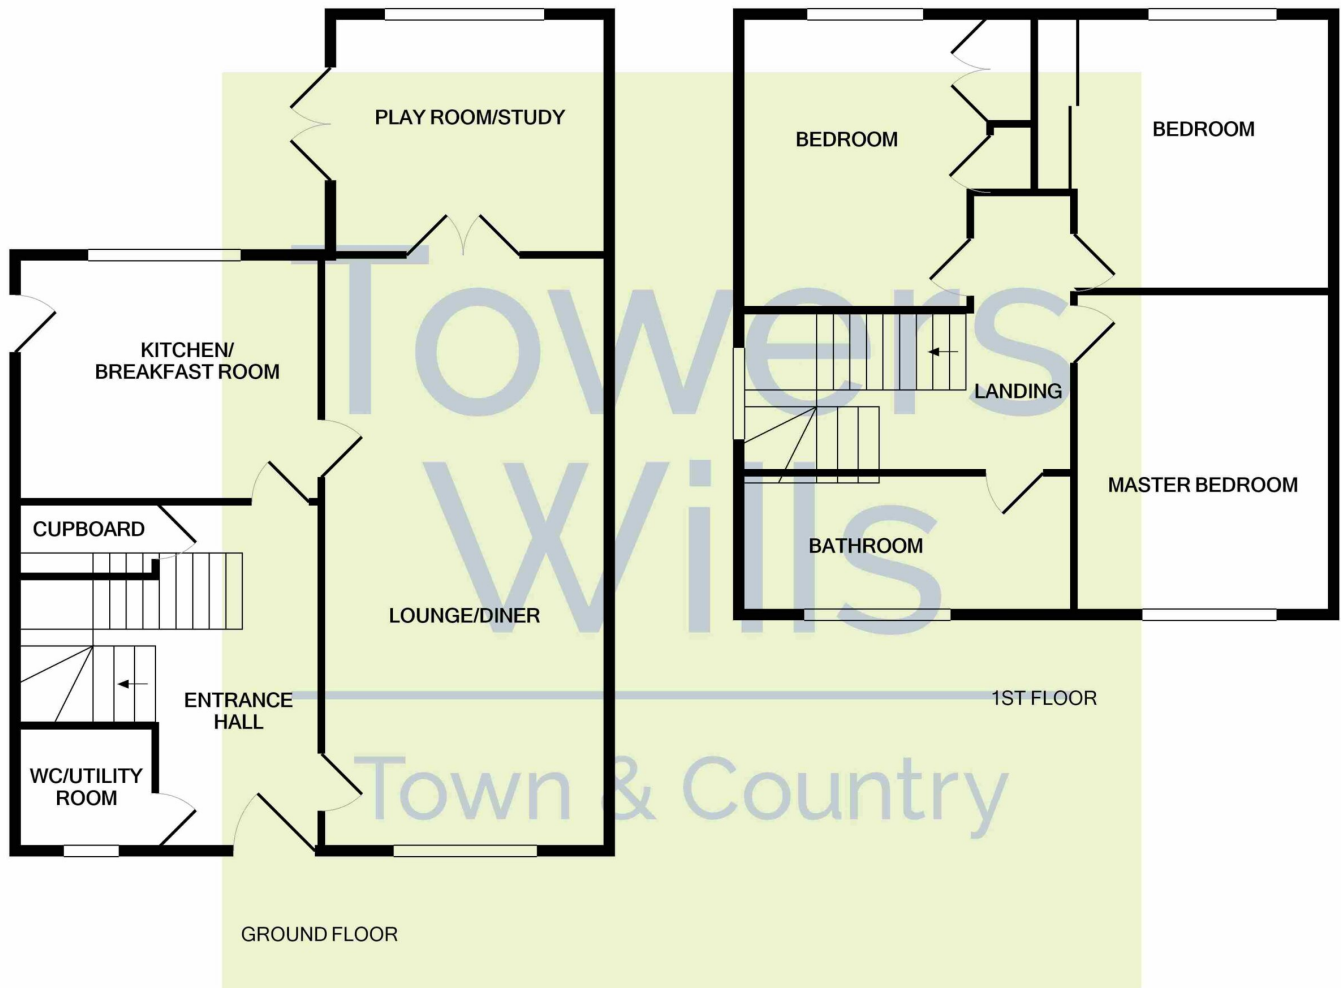 PLAY ROOM/STUDY
KITCHEN/
BREAKFAST ROOM
CUPBOARD
LOUNGE/DINER
ENTRANCE
HALL
WC/UTILITY
ROOM
GROUND FLOOR
BEDROOM
BEDROOM
LANDING
MASTER BEDROOM
BATHROOM
1ST FLOOR
Towers
Wills
Town & Country